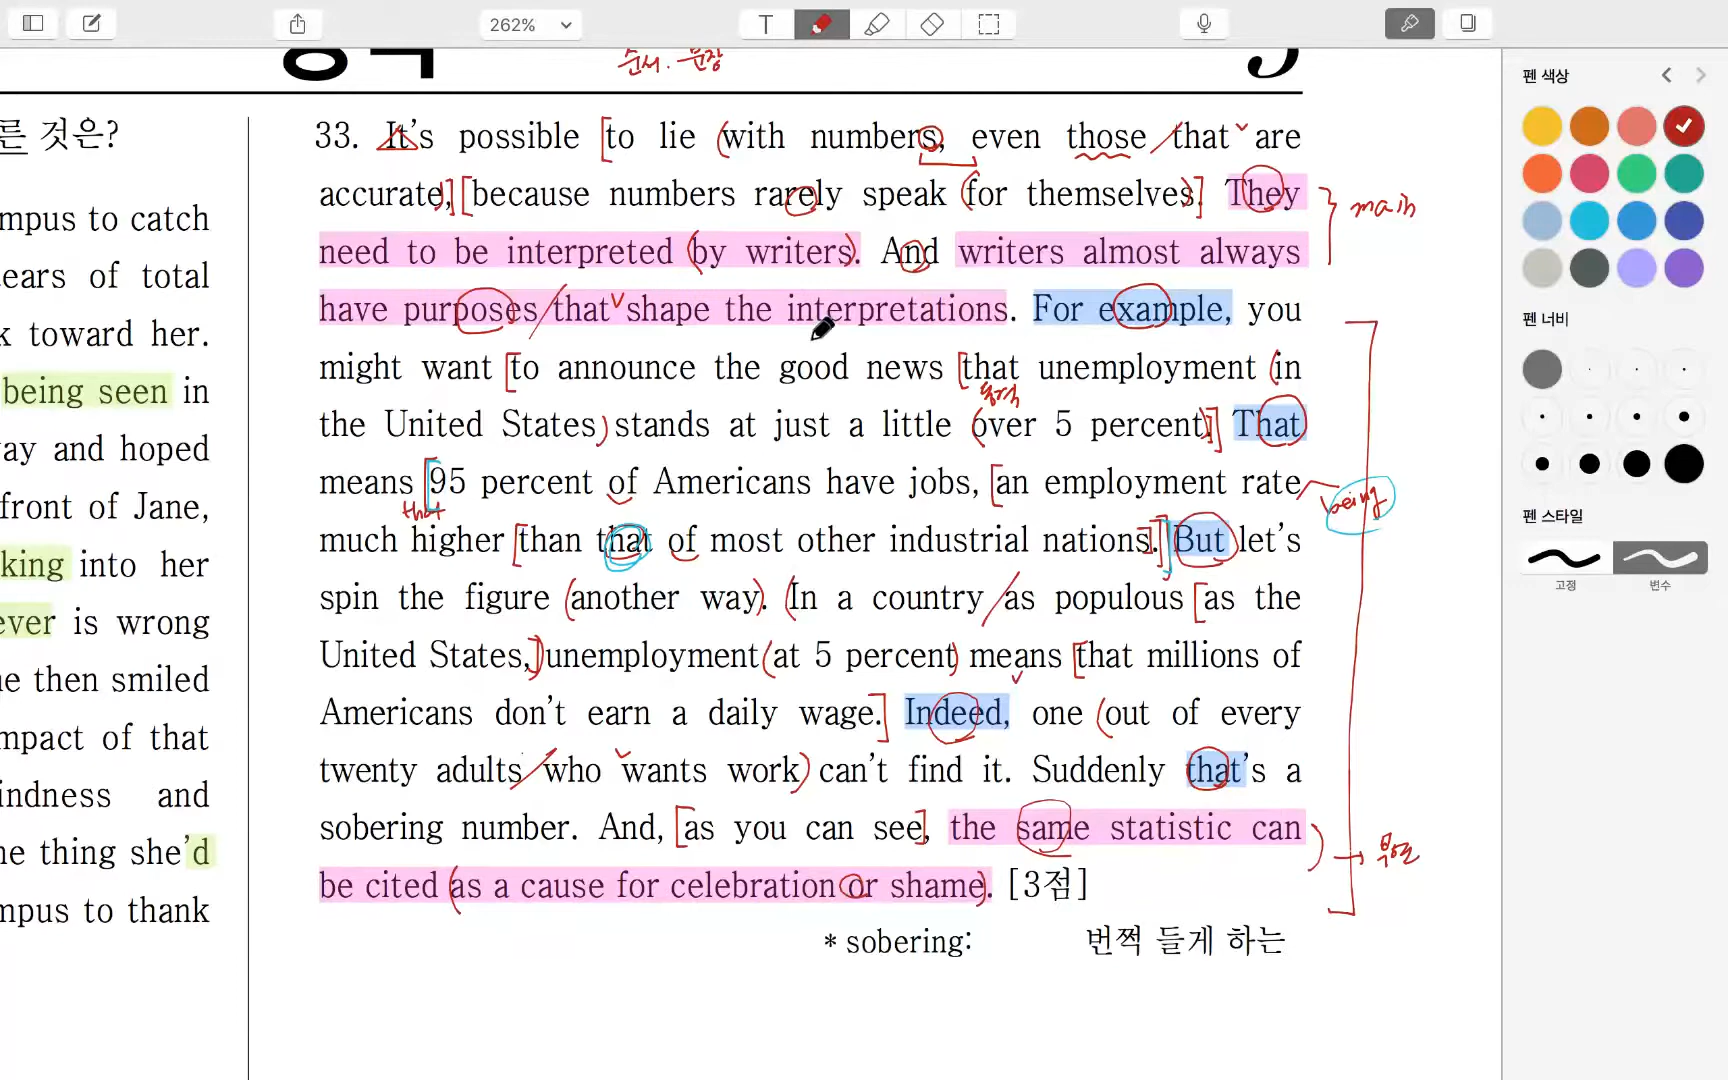 262%
T
펜 색상
순서. 문장
3
른 것은?
mpus to catch
ears of total
k toward her.
being seen in
way and hoped
front of Jane,
king into her
ever is wrong
ne then smiled
mpact of that
indness and
ne thing she'd
mpus to thank
33. It's possible to lie with numbers, even those that are
accurate, because numbers rarely speak for themselves. They
main
need to be interpreted by writers. And writers almost always
have purposes that shape the interpretations. For example, you
might want to announce the good news that unemployment in
동격
the United States stands at just a little over 5 percent. That
means 95 percent of Americans have jobs, an employment rate
being
that
much higher than that of most other industrial nations. But let's
spin the figure another way. In a country as populous as the
United States, unemployment at 5 percent means that millions of
Americans don't earn a daily wage. Indeed, one out of every
twenty adults who wants work can't find it. Suddenly that's a
sobering number. And, as you can see, the same statistic can
be cited as a cause for celebration or shame. [3점]
* sobering: 번쩍 들게 하는
펜 너비
펜 스타일
고정
변수